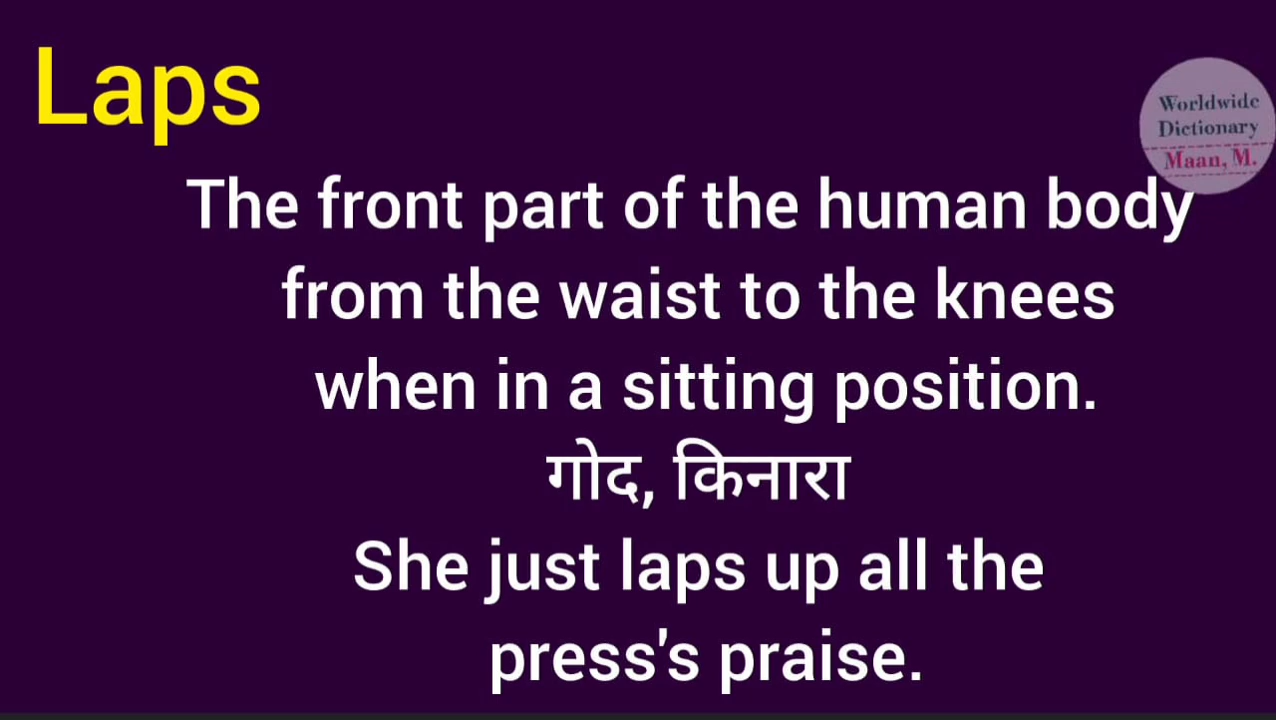 Laps
Worldwide
Dictionary
Maan, M.
The front part of the human body
from the waist to the knees
when in a sitting position.
गोद, किनारा
She just laps up all the
press's praise.